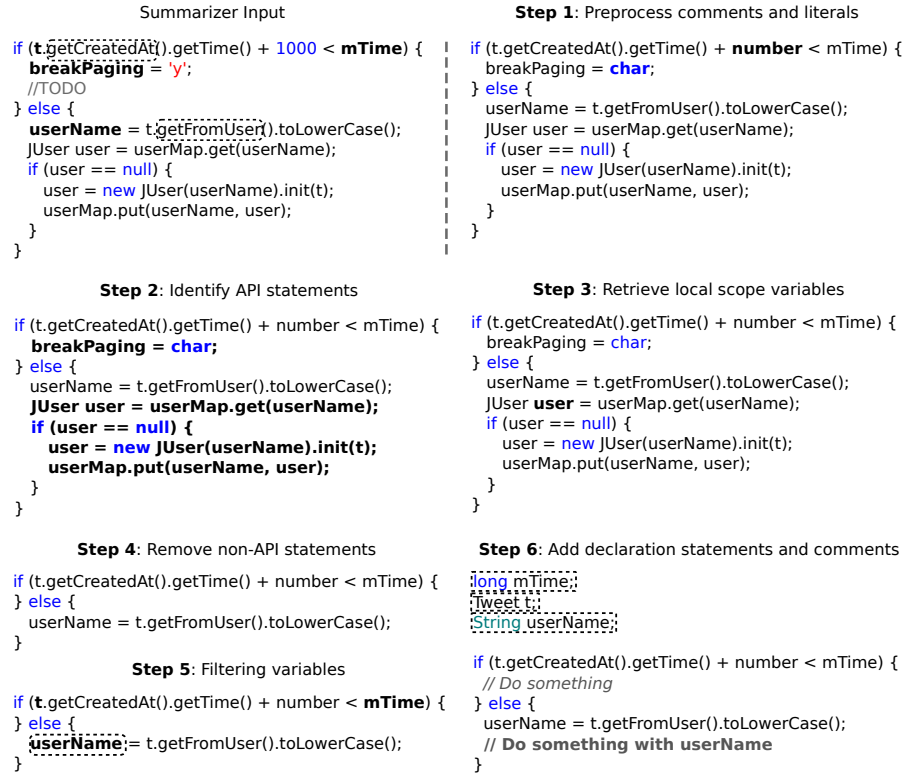 Summarizer Input
if (t.getCreatedAt().getTime() + 1000 < mTime) {
breakPaging = 'y';
//TODO
} else {
userName = t.getFromUser().toLowerCase();
JUser user = userMap.get(userName);
if (user == null) {
user = new JUser(userName).init(t);
userMap.put(userName, user);
}
}
Step 1: Preprocess comments and literals
if (t.getCreatedAt().getTime() + number < mTime) {
breakPaging = char;
} else {
userName = t.getFromUser().toLowerCase();
JUser user = userMap.get(userName);
if (user == null) {
user = new JUser(userName).init(t);
userMap.put(userName, user);
}
}
Step 2: Identify API statements
if (t.getCreatedAt().getTime() + number < mTime) {
breakPaging = char;
} else {
userName = t.getFromUser().toLowerCase();
JUser user = userMap.get(userName);
if (user == null) {
user = new JUser(userName).init(t);
userMap.put(userName, user);
}
}
Step 3: Retrieve local scope variables
if (t.getCreatedAt().getTime() + number < mTime) {
breakPaging = char;
} else {
userName = t.getFromUser().toLowerCase();
JUser user = userMap.get(userName);
if (user == null) {
user = new JUser(userName).init(t);
userMap.put(userName, user);
}
}
Step 4: Remove non-API statements
if (t.getCreatedAt().getTime() + number < mTime) {
} else {
userName = t.getFromUser().toLowerCase();
}
Step 5: Filtering variables
if (t.getCreatedAt().getTime() + number < mTime) {
} else {
userName = t.getFromUser().toLowerCase();
}
Step 6: Add declaration statements and comments
long mTime;
Tweet t;
String userName;
if (t.getCreatedAt().getTime() + number < mTime) {
// Do something
} else {
userName = t.getFromUser().toLowerCase();
// Do something with userName
}